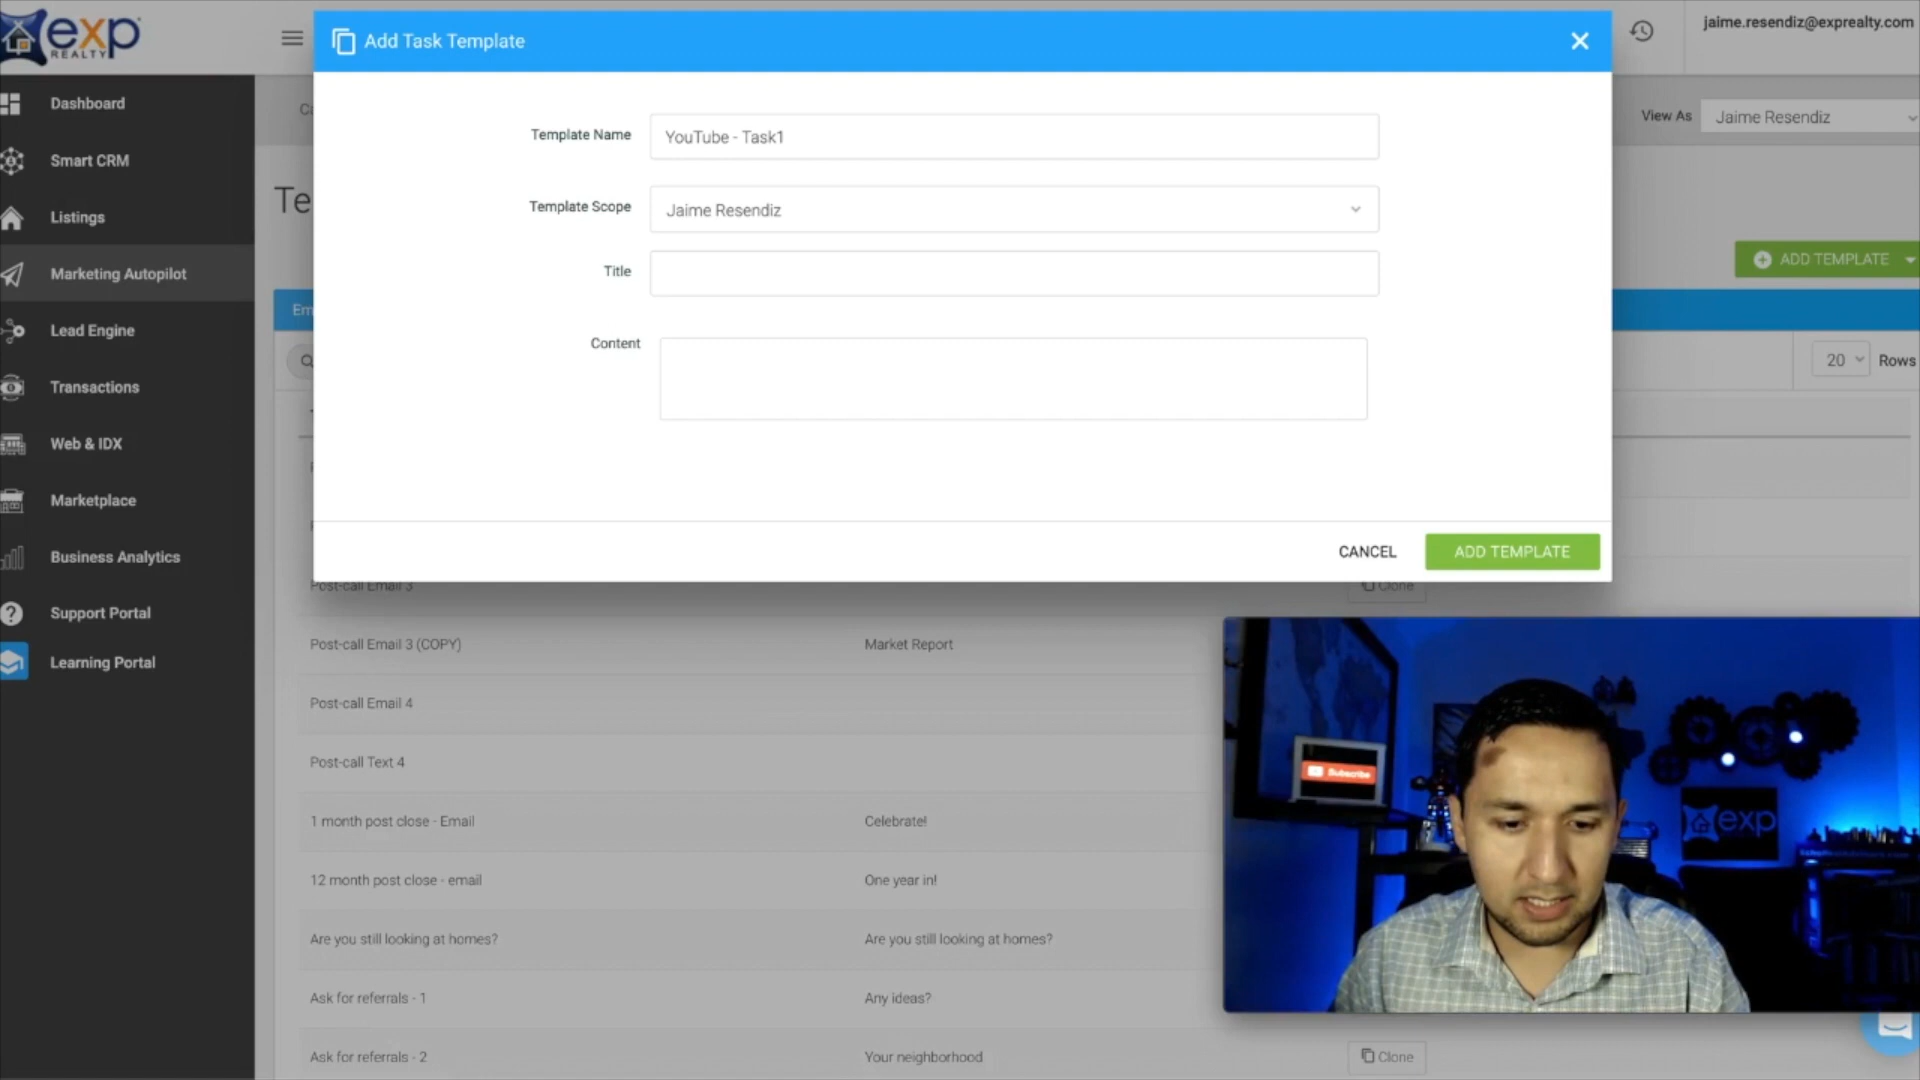 exp
REALTY
Add Task Template
jaime.resendiz@exprealty.com
Dashboard
Smart CRM
Listings
Marketing Autopilot
Lead Engine
Transactions
Web & IDX
Marketplace
Business Analytics
Support Portal
Learning Portal
View As
Jaime Resendiz
Template Name
YouTube - Task1
Template Scope
Jaime Resendiz
Title
Content
CANCEL
ADD TEMPLATE
Te
ADD TEMPLATE
Em
20
Rows
Post-call Email 3
Clone
Post-call Email 3 (COPY)
Market Report
Post-call Email 4
Post-call Text 4
1 month post close - Email
Celebrate!
12 month post close - email
One year in!
Are you still looking at homes?
Are you still looking at homes?
Ask for referrals - 1
Any ideas?
Ask for referrals - 2
Your neighborhood
Clone
Subscribe
exp